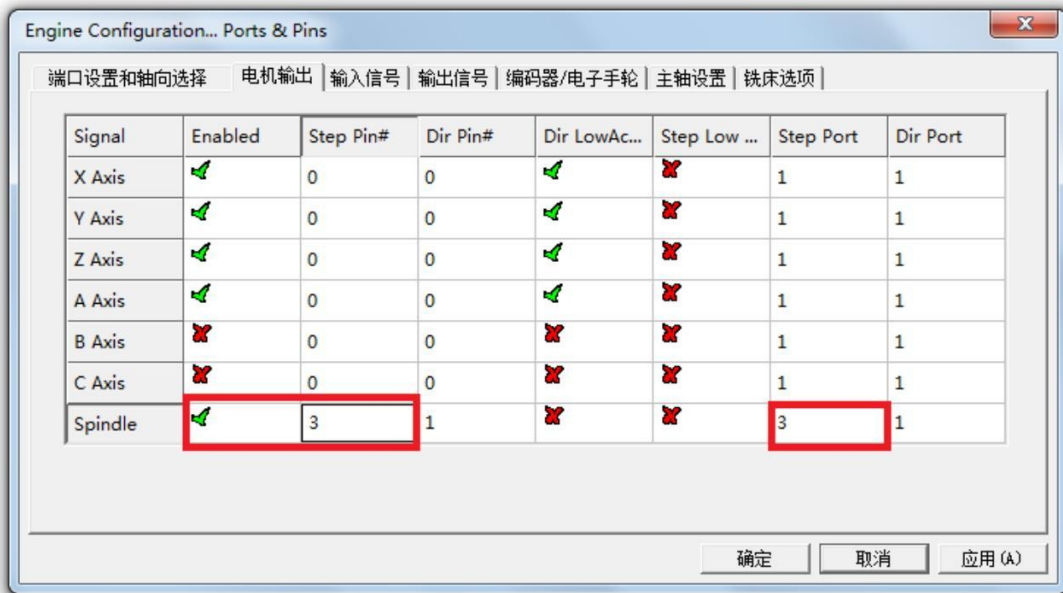 Engine Configuration... Ports & Pins
端口设置和轴向选择 电机输出 输入信号 输出信号 编码器/电子手轮 主轴设置 铣床选项
Signal Enabled Step Pin# Dir Pin# Dir LowAc... Step Low ... Step Port Dir Port
X Axis 0 0 1 1
Y Axis 0 0 1 1
Z Axis 0 0 1 1
A Axis 0 0 1 1
B Axis 0 0 1 1
C Axis 0 0 1 1
Spindle 3 1 3 1
确定 取消 应用(A)